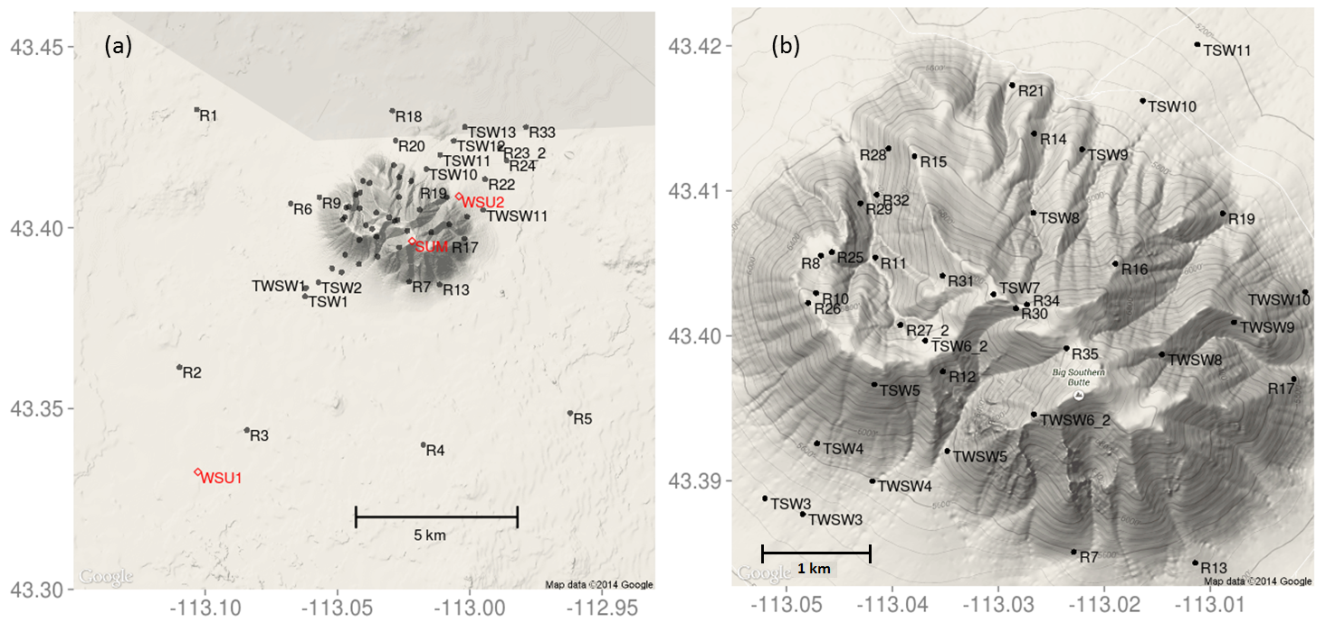 (a)
43.45
43.40
43.35
43.30
-113.10
-113.05
-113.00
-112.95
R1
R18
TSW13
R33
R20
TSW12
R23_2
TSW11
R24
TSW10
R22
R19
WSU2
R9
R6
TWSW11
SUM
R17
TWSW1
TSW2
R7
R13
TSW1
R2
R5
R3
R4
WSU1
5 km
Google
Map data ©2014 Google
(b)
43.42
43.41
43.40
43.39
-113.05
-113.04
-113.03
-113.02
-113.01
TSW11
R21
TSW10
R14
R28
R15
TSW9
R32
R29
TSW8
R19
R8
R25
R11
R16
R31
TSW7
TWSW10
R10
R34
R26
R30
TWSW9
R27_2
TSW6_2
R35
TWSW8
Big Southern
Butte
R12
R17
TSW5
TWSW6_2
TSW4
TWSW5
TWSW4
TSW3
TWSW3
R7
R13
1 km
Google
Map data ©2014 Google